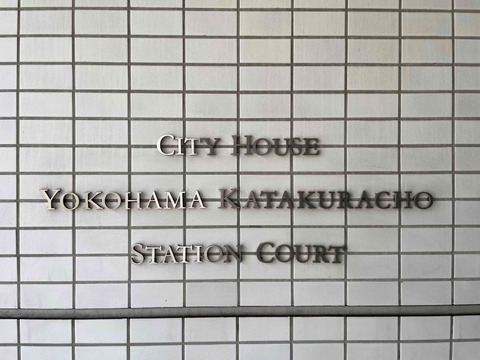 City House
Yokohama Katakuracho
Station Court